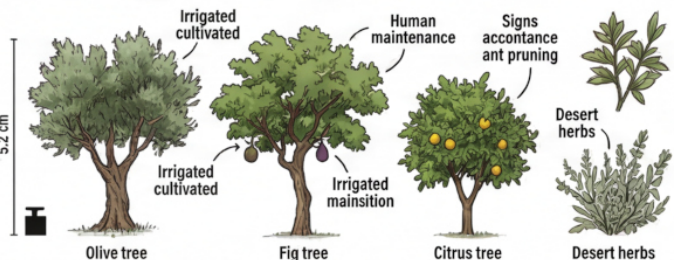 Irrigated
cultivated
Human
maintenance
Signs
accontance
ant pruning
Desert
herbs
5.2 cm
Irrigated
cultivated
Irrigated
mainsition
Olive tree
Fig tree
Citrus tree
Desert herbs